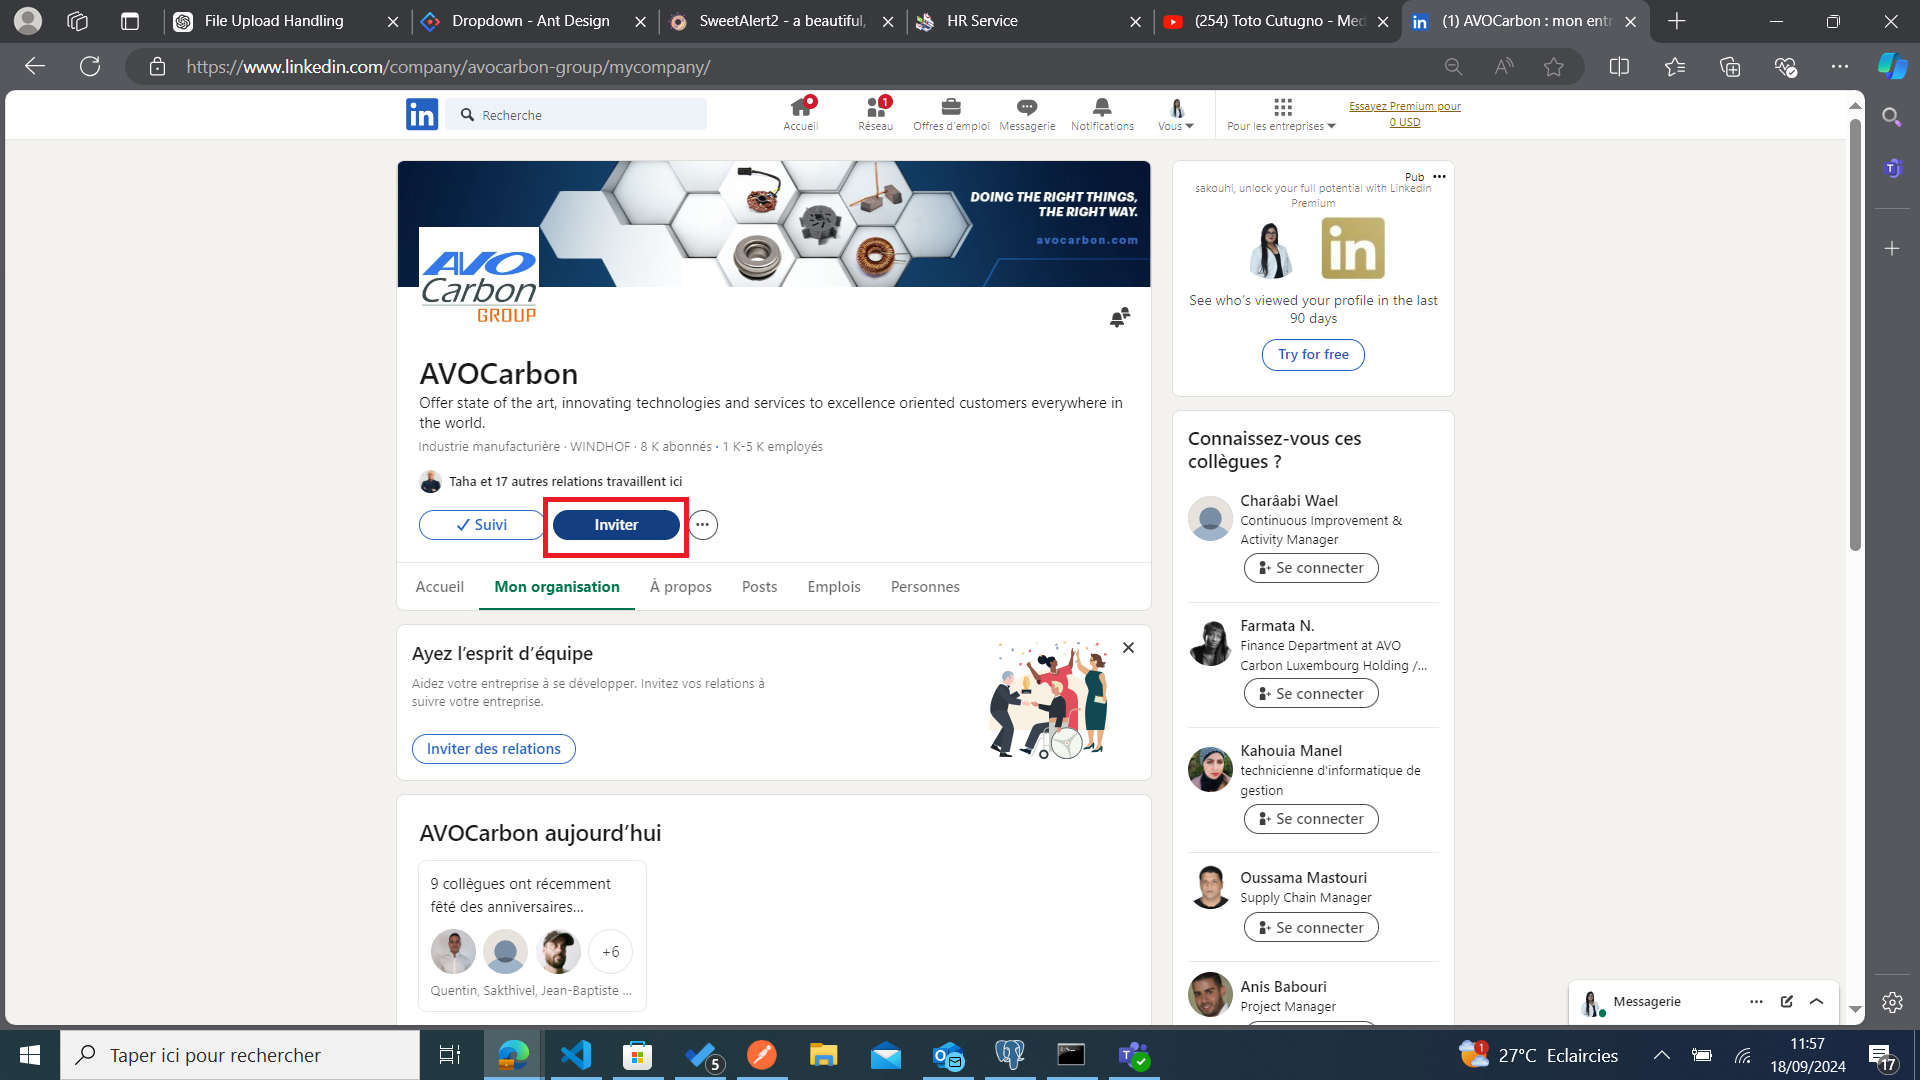 File Upload Handling
Dropdown - Ant Design
SweetAlert2 - a beautiful,
HR Service
(254) Toto Cutugno - Med
(1) AVOCarbon : mon entr
https://www.linkedin.com/company/avocarbon-group/mycompany/
in
Recherche
Accueil
1
Réseau
Offres d'emploi
Messagerie
Notifications
Vous
Pour les entreprises
Essayez Premium pour
0 USD
DOING THE RIGHT THINGS,
THE RIGHT WAY.
avocarbon.com
AVO
Carbon
GROUP
AVOCarbon
Offer state of the art, innovating technologies and services to excellence oriented customers everywhere in
the world.
Industrie manufacturière · WINDHOF · 8 K abonnés · 1 K-5 K employés
Taha et 17 autres relations travaillent ici
Suivi
Inviter
Accueil
Mon organisation
À propos
Posts
Emplois
Personnes
Ayez l'esprit d'équipe
Aidez votre entreprise à se développer. Invitez vos relations à
suivre votre entreprise.
Inviter des relations
AVOCarbon aujourd'hui
9 collègues ont récemment
fêté des anniversaires...
+6
Quentin, Sakthivel, Jean-Baptiste ...
Pub
sakouhi, unlock your full potential with LinkedIn
Premium
in
See who's viewed your profile in the last
90 days
Try for free
Connaissez-vous ces
collègues ?
Charâabi Wael
Continuous Improvement &
Activity Manager
Se connecter
Farmata N.
Finance Department at AVO
Carbon Luxembourg Holding /...
Se connecter
Kahouia Manel
technicienne d'informatique de
gestion
Se connecter
Oussama Mastouri
Supply Chain Manager
Se connecter
Anis Babouri
Project Manager
Messagerie
Taper ici pour rechercher
5
1
27°C Eclaircies
11:57
18/09/2024
17